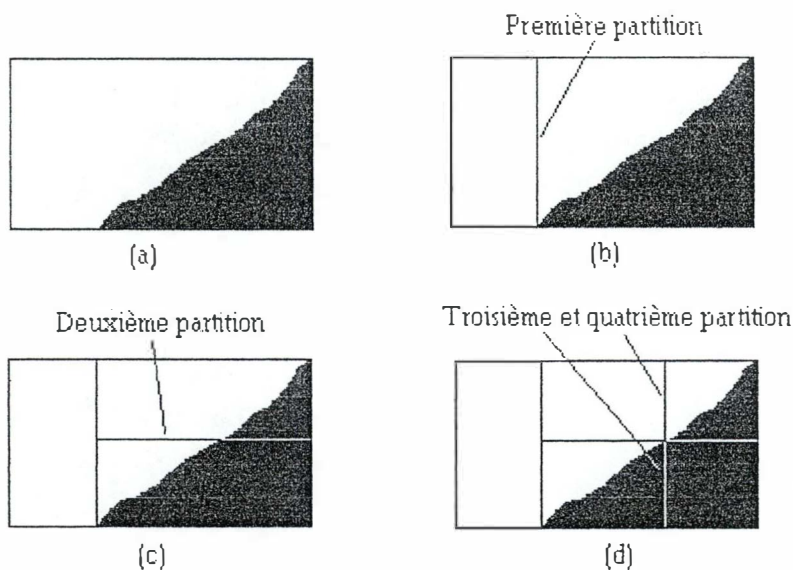 Première partition
(a)
(b)
Deuxième partition
Troisième et quatrième partition
(c)
(d)